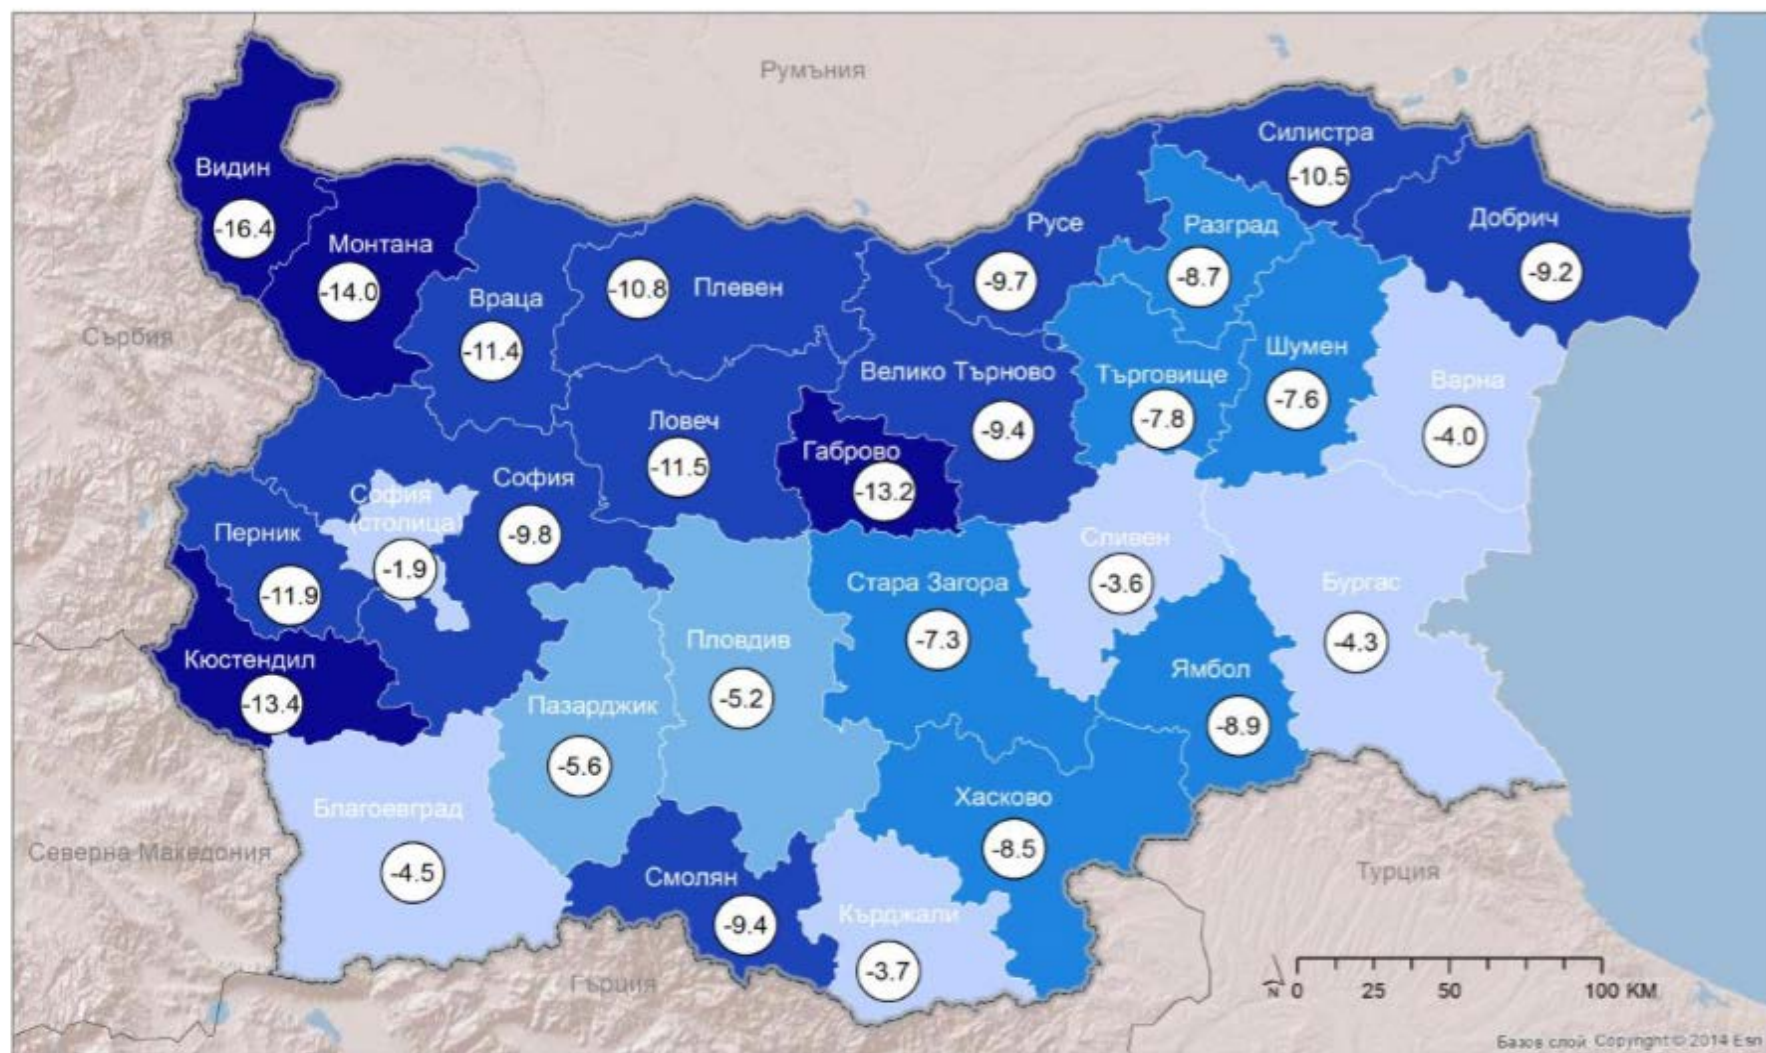 Румъния
Силистра
-10.5
Видин
-16.4
Монтана
-14.0
Русе
-9.7
Разград
-8.7
Добрич
-9.2
Враца
-11.4
-10.8
Плевен
Сърбия
Велико Търново
-9.4
Търговище
-7.8
Шумен
-7.6
Варна
-4.0
Ловеч
-11.5
Габрово
-13.2
София
(столица)
-1.9
София
-9.8
Перник
-11.9
Сливен
-3.6
Стара Загора
-7.3
Бургас
-4.3
Кюстендил
-13.4
Пловдив
-5.2
Ямбол
-8.9
Пазарджик
-5.6
Благоевград
-4.5
Хасково
-8.5
Северна Македония
Смолян
-9.4
Кърджали
-3.7
Турция
Гърция
N 0 25 50 100 KM
Базов слой: Copyright:© 2014 Esri